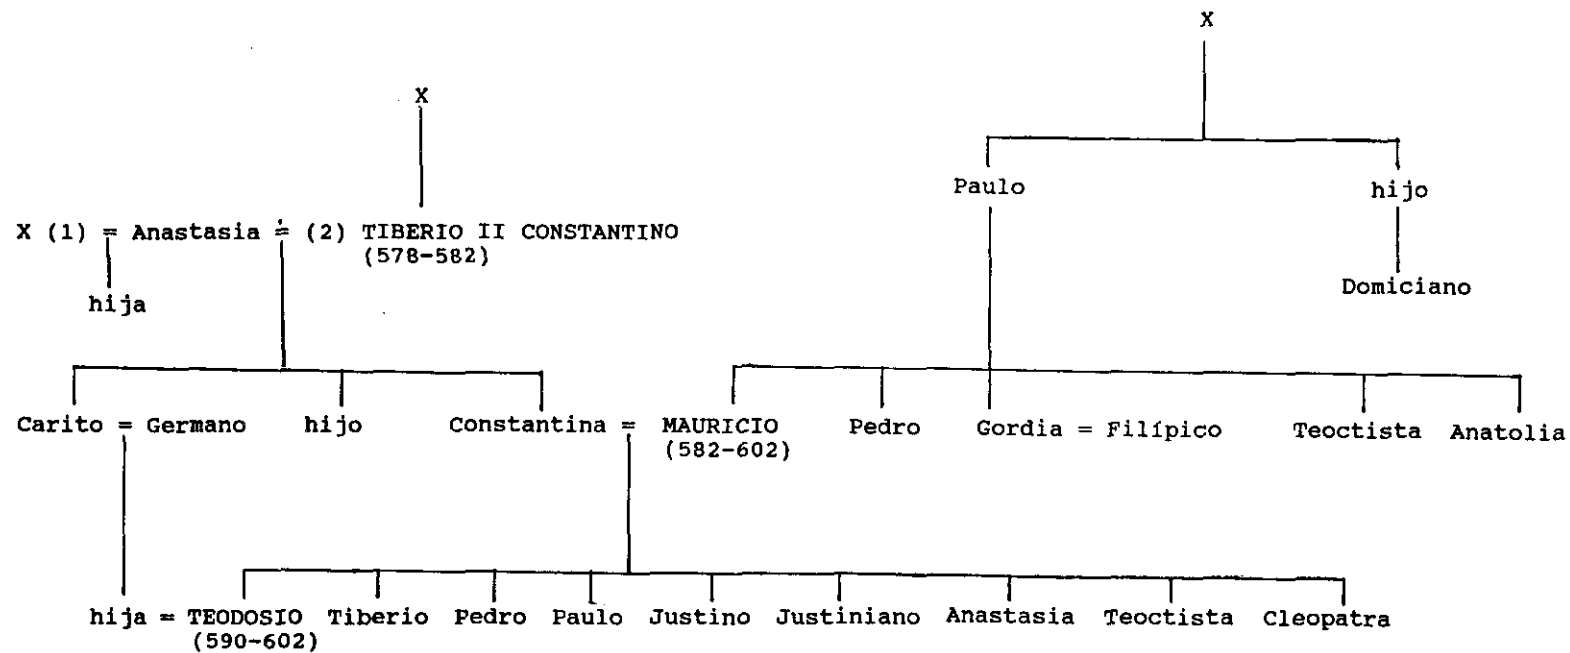 X
X
Paulo hijo
X (1) = Anastasia = (2) TIBERIO II CONSTANTINO
(578-582)
hija
Domiciano
Carito = Germano hijo Constantina = MAURICIO Pedro Gordia = Filípico Teoctista Anatolia
(582-602)
hija = TEODOSIO Tiberio Pedro Paulo Justino Justiniano Anastasia Teoctista Cleopatra
(590-602)